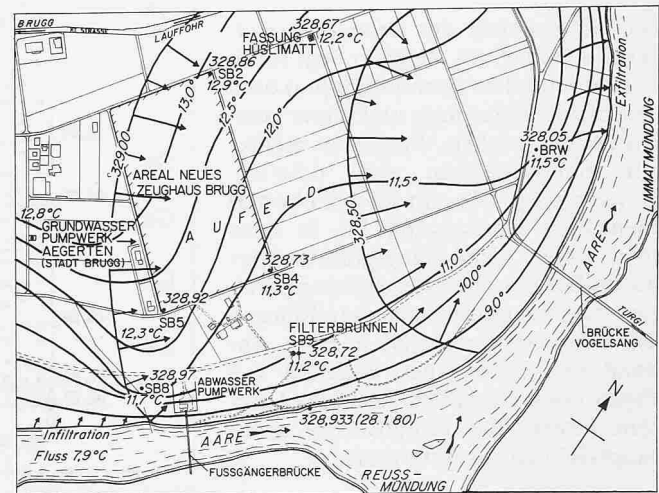 BRUGG
LAUFFOHR
328,67
FASSUNG
HÜSLIMATT
12,2°C
328,86
SB2
12,9°C
13,0°
12,5°
12,0°
329,00
328,05
BRW
11,5°C
Exfiltration
LIMMATMÜNDUNG
AREAL NEUES
ZEUGHAUS BRUGG
AUFELD
11,5°
328,50
12,8°C
GRUNDWASSER
PUMPWERK
AEGERTEN
(STADT BRUGG)
328,73
SB4
11,3°C
11,0°
10,0°
9,0°
AARE
TURGI
328,92
SB5
12,3°C
FILTERBRUNNEN
SB9
328,72
11,2°C
BRÜCKE
VOGELSANG
328,97
SB8
11,7°C
ABWASSER
PUMPWERK
328,933 (28.1.80)
N
Infiltration
Fluss 7,9°C
AARE
FUSSGÄNGERBRÜCKE
REUSS-
MÜNDUNG